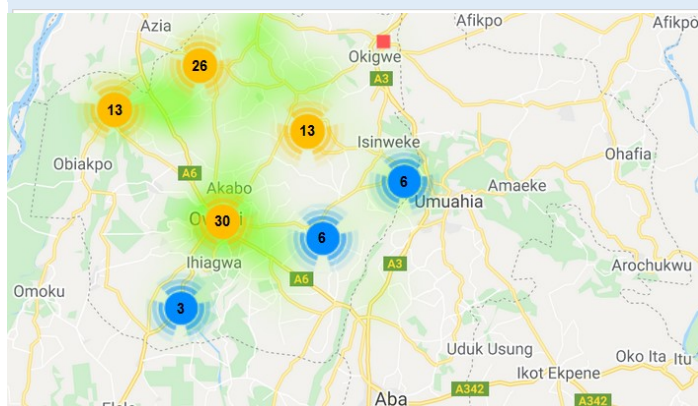 Azia
Afikpo
Afikpo
26
Okigwe
A3
13
13
Isinweke
Obiakpo
Ohafia
A6
Akabo
6
Amaeke
Umuahia
30
6
Ihiagwa
A3
Arochukwu
A6
Omoku
3
Uduk Usung
Oko Ita
Itu
Ikot Ekpene
A342
Aba
A342